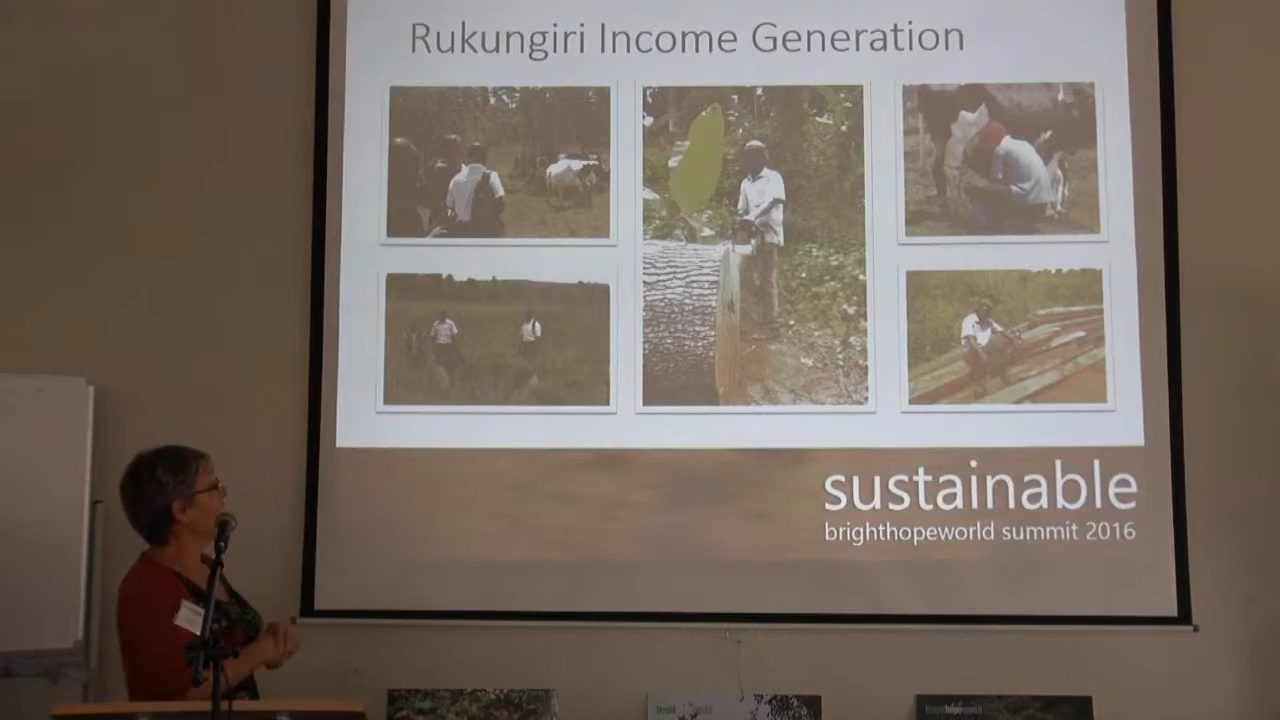 Rukungiri Income Generation
sustainable
brighthopeworld summit 2016